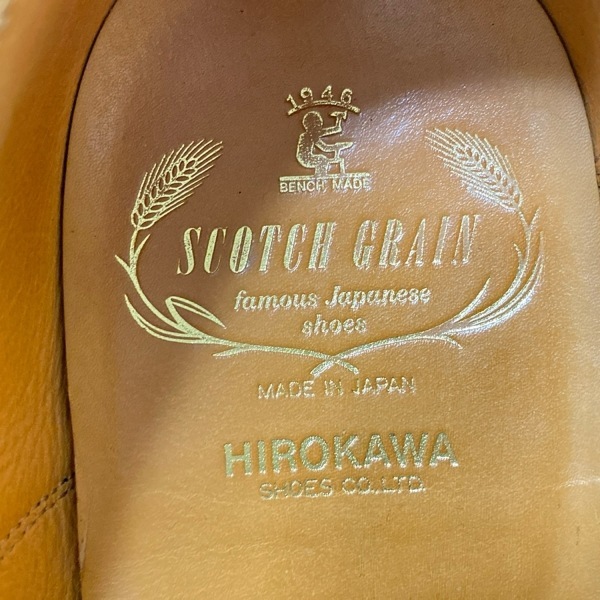 1946
BENCH MADE
SCOTCH GRAIN
famous Japanese
shoes
MADE IN JAPAN
HIROKAWA
SHOES CO.,LTD.